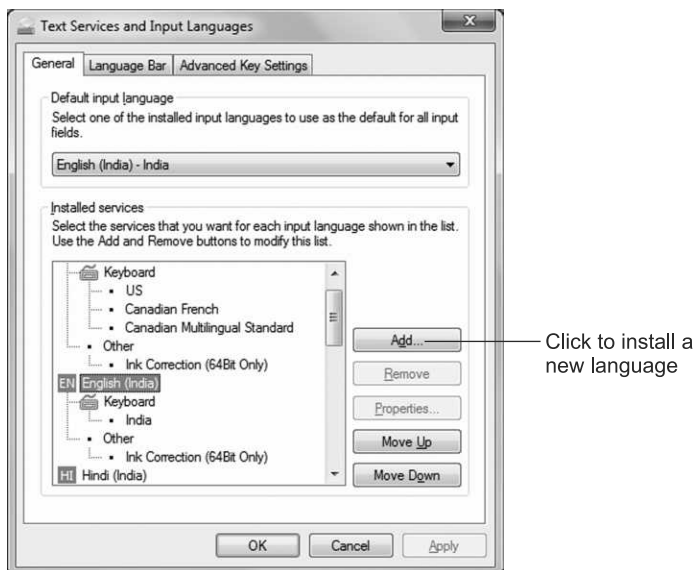 Text Services and Input Languages
x
General Language Bar Advanced Key Settings
Default input language
Select one of the installed input languages to use as the default for all input
fields.
English (India) - India
Installed services
Select the services that you want for each input language shown in the list.
Use the Add and Remove buttons to modify this list.
Keyboard
US
Canadian French
Canadian Multilingual Standard
Other
Ink Correction (64Bit Only)
EN English (India)
Keyboard
India
Other
Ink Correction (64Bit Only)
HI Hindi (India)
Add...
Remove
Properties...
Move Up
Move Down
Click to install a
new language
OK Cancel Apply